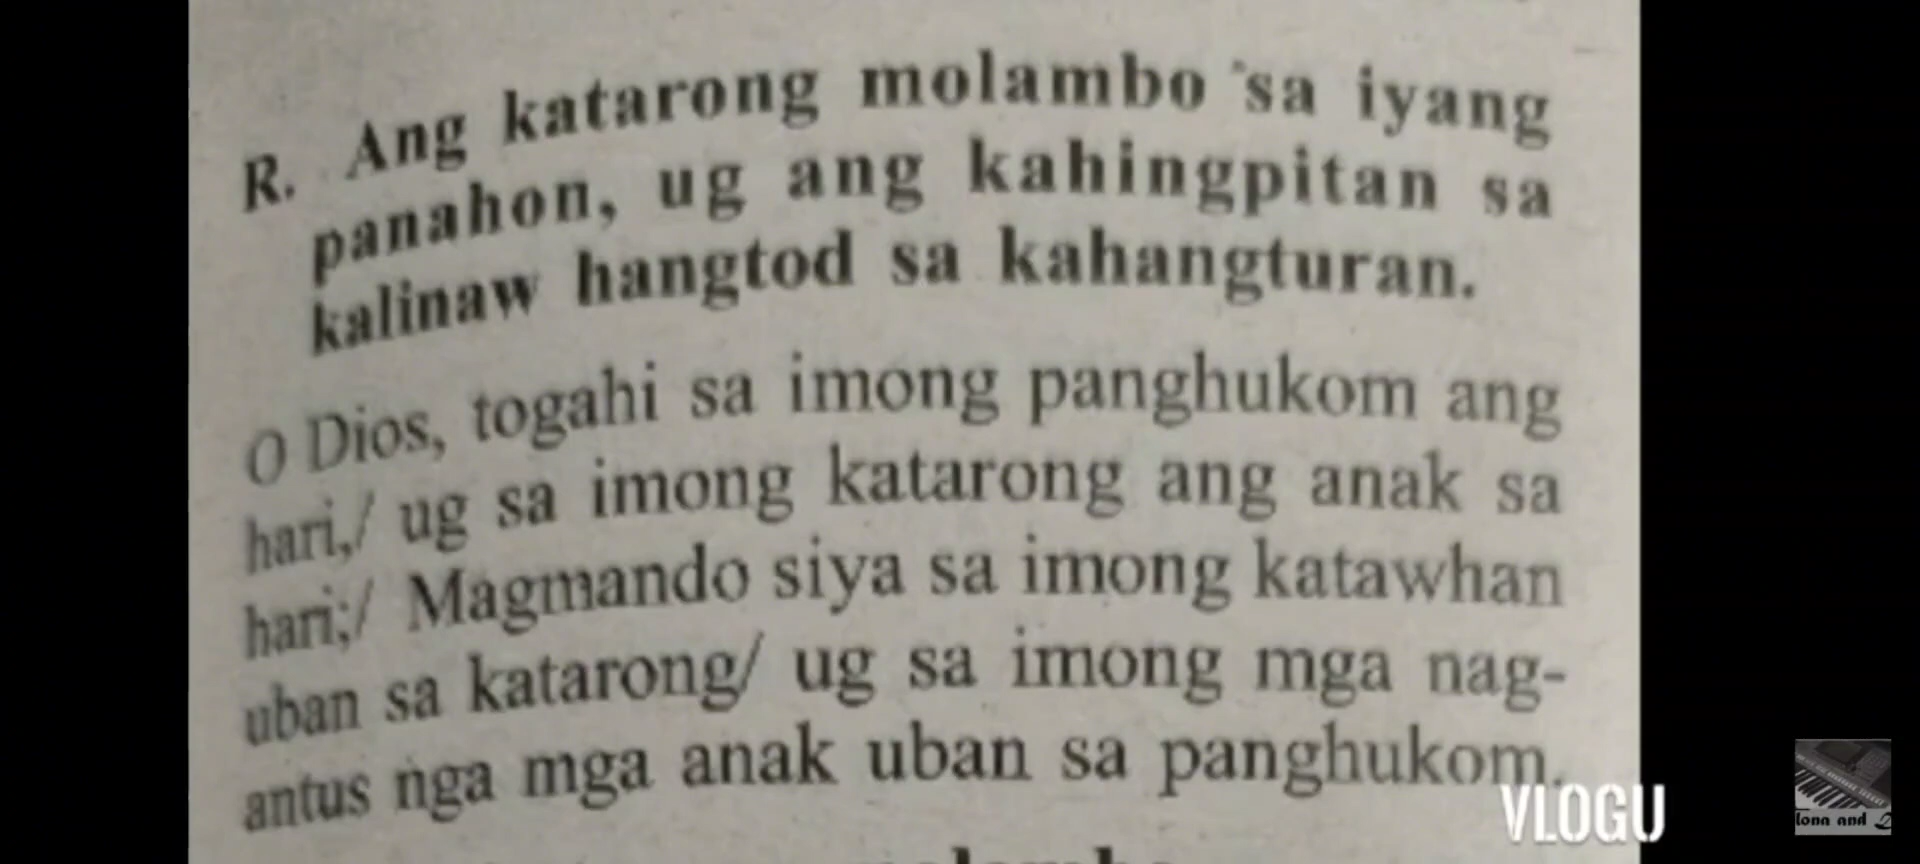 R. Ang katarong molambo sa iyang
panahon, ug ang kahingpitan sa
kalinaw hangtod sa kahangturan.
O Dios, togahi sa imong panghukom ang
hari,/ ug sa imong katarong ang anak sa
hari;/ Magmando siya sa imong katawhan
uban sa katarong/ ug sa imong mga nag-
antus nga mga anak uban sa panghukom.
VLOGU
Ilona and